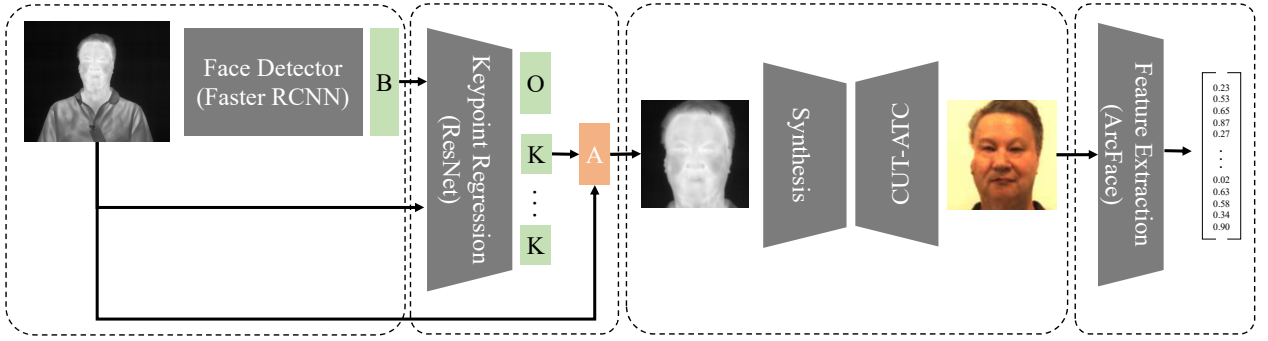 Face Detector
(Faster RCNN)
B
Keypoint Regression
(ResNet)
O
K
K
A
Synthesis
CUT-ATC
Feature Extraction
(ArcFace)
0.23
0.53
0.65
0.87
0.27
0.02
0.63
0.58
0.34
0.90